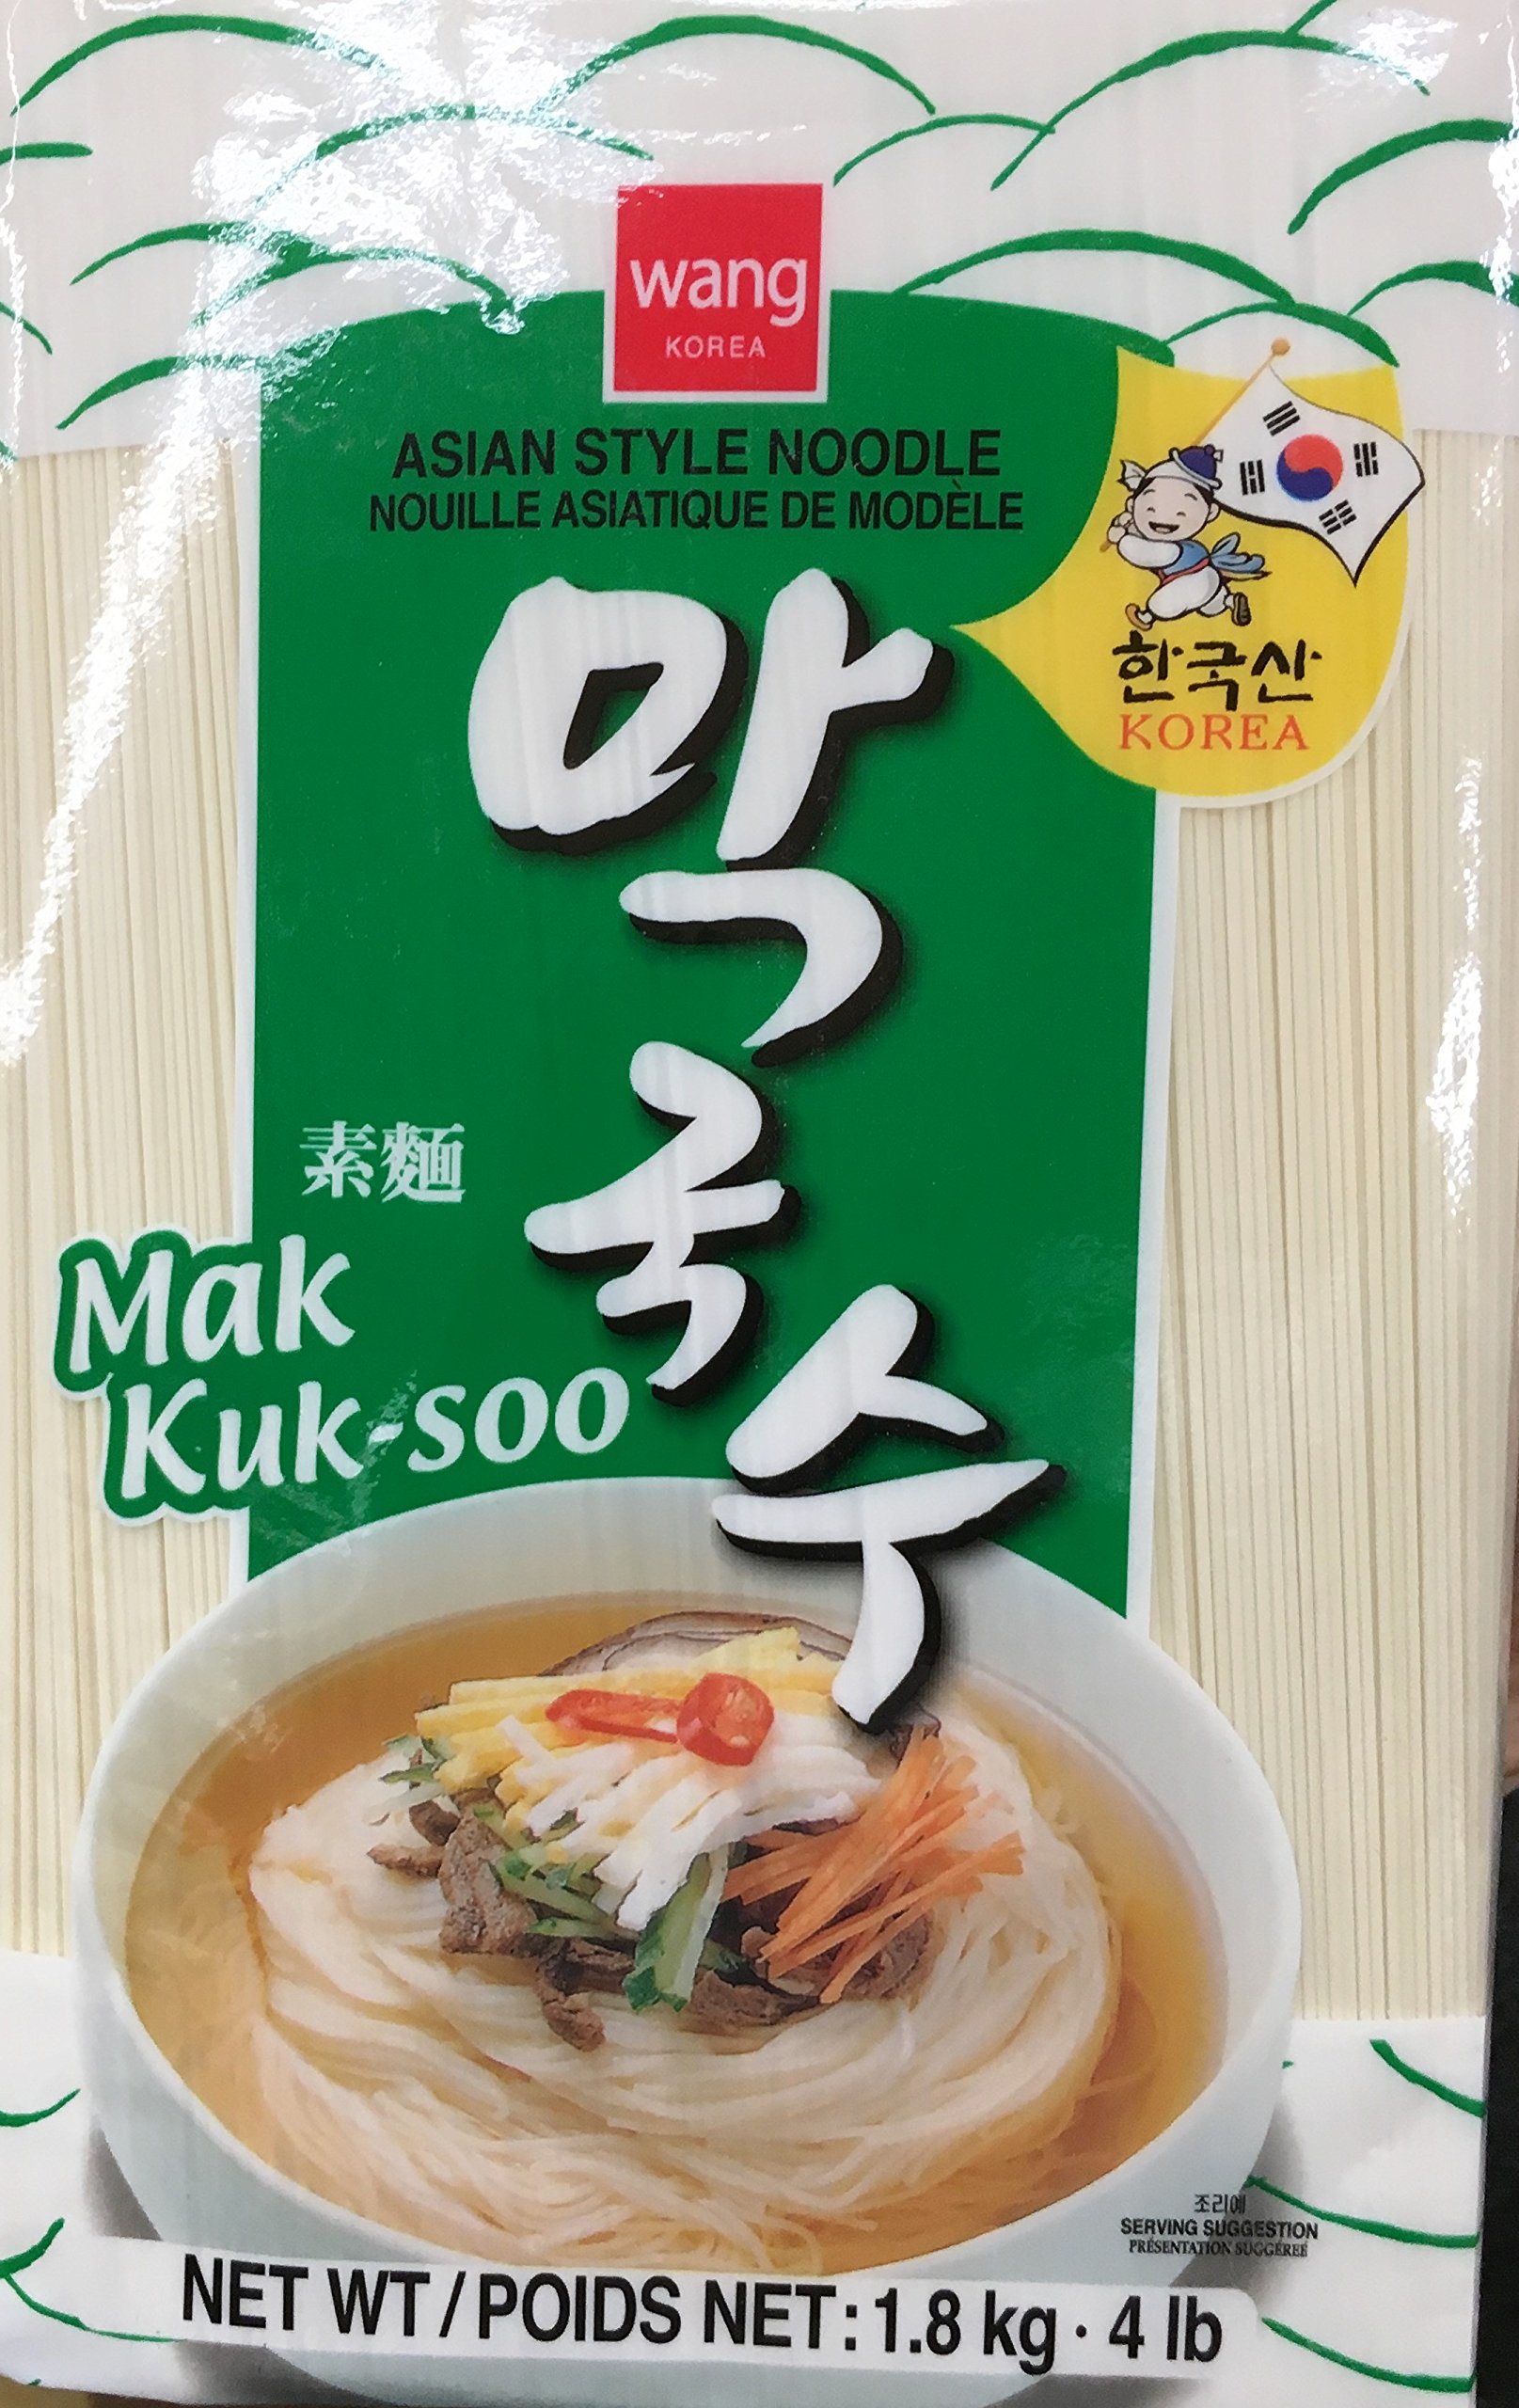 wang
KOREA
ASIAN STYLE NOODLE
NOUILLE ASIATIQUE DE MODÈLE
한국산
KOREA
막국수
素麵
Mak
Kuk-soo
조리예
SERVING SUGGESTION
PRÉSENTATION SUGGÉREÉ
NET WT / POIDS NET: 1.8 kg · 4 lb